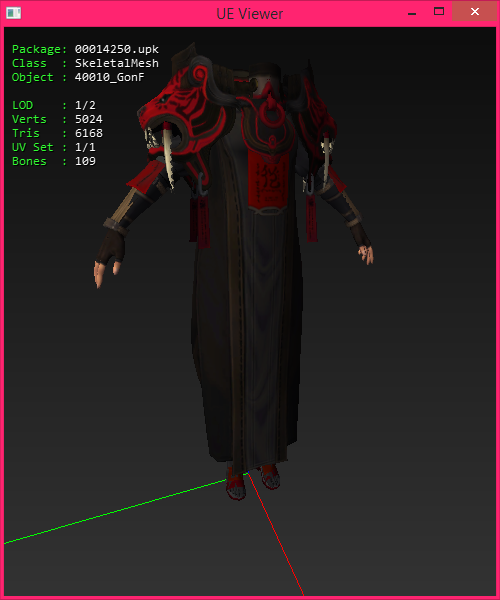 UE Viewer
Package: 00014250.upk
Class  : SkeletalMesh
Object : 40010_GonF
LOD    : 1/2
Verts  : 5024
Tris   : 6168
UV Set : 1/1
Bones  : 109